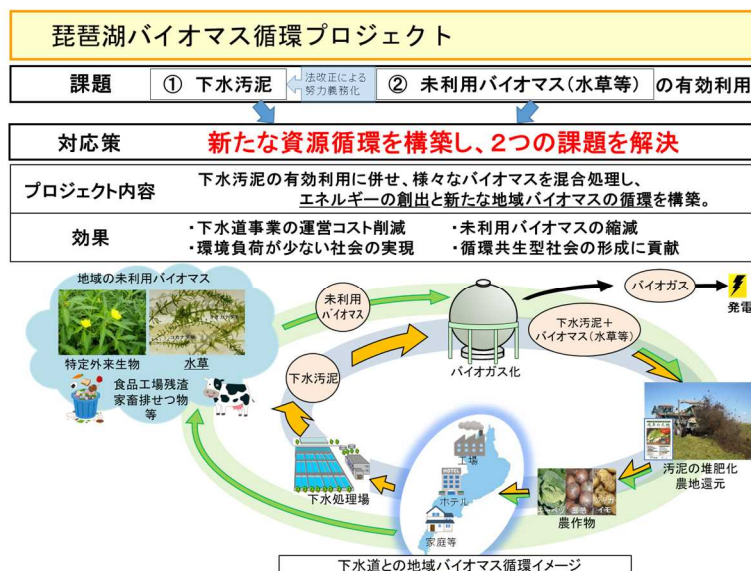 琵琶湖バイオマス循環プロジェクト
課題 ① 下水汚泥 法改正による 努力義務化 ② 未利用バイオマス(水草等) の有効利用
対応策 新たな資源循環を構築し、2つの課題を解決
プロジェクト内容
下水汚泥の有効利用に併せ、様々なバイオマスを混合処理し、
エネルギーの創出と新たな地域バイオマスの循環を構築。
効果
・下水道事業の運営コスト削減
・環境負荷が少ない社会の実現
・未利用バイオマスの縮減
・循環共生型社会の形成に貢献
地域の未利用バイオマス
特定外来生物
水草
食品工場残渣
家畜排せつ物
等
未利用
バイオマス
下水汚泥
バイオガス化
バイオガス
発電
下水汚泥+
バイオマス(水草等)
汚泥の堆肥化
農地還元
農作物
工場
HOTEL
ホテル
家庭等
下水処理場
下水道との地域バイオマス循環イメージ